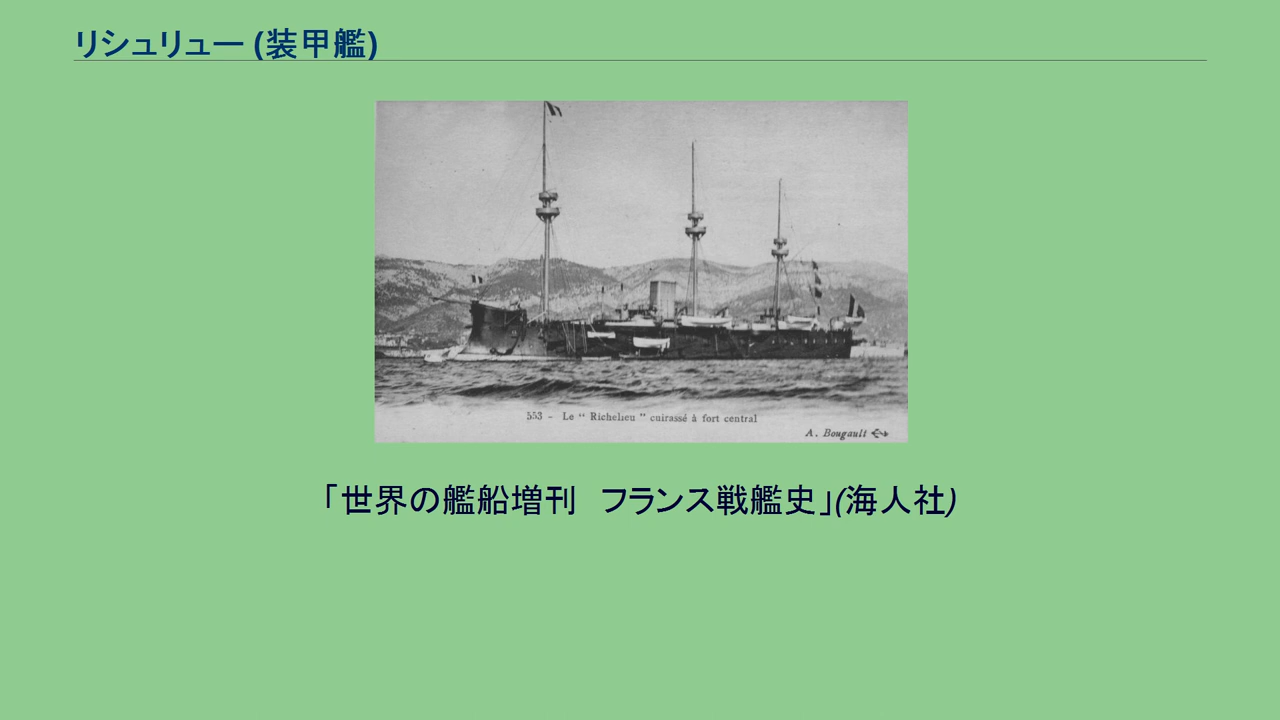 リシュリュー (装甲艦)
553 - Le “ Richelieu ” cuirassé à fort central
A. Bougault
「世界の艦船増刊　フランス戦艦史」(海人社)